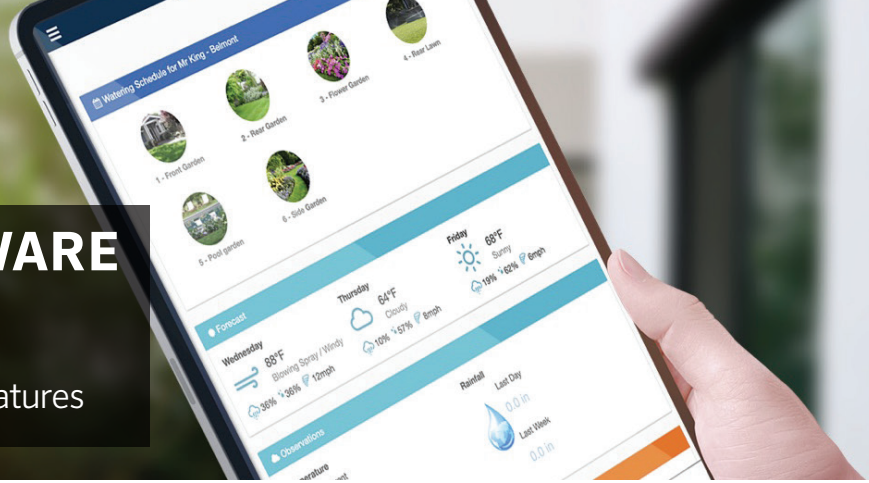 WARE
atures
Watering Schedule for Mr King - Belmont
1 - Front Garden
2 - Rear Garden
3 - Flower Garden
4 - Rear Lawn
5 - Pool garden
6 - Side Garden
Forecast
Wednesday
88°F
Blowing Spray / Windy
36% 36% 12mph
Thursday
64°F
Cloudy
10% 57% 8mph
Friday
68°F
Sunny
19% 62% 6mph
Observations
perature
Rainfall
Last Day
0.0 in
Last Week
0.0 in